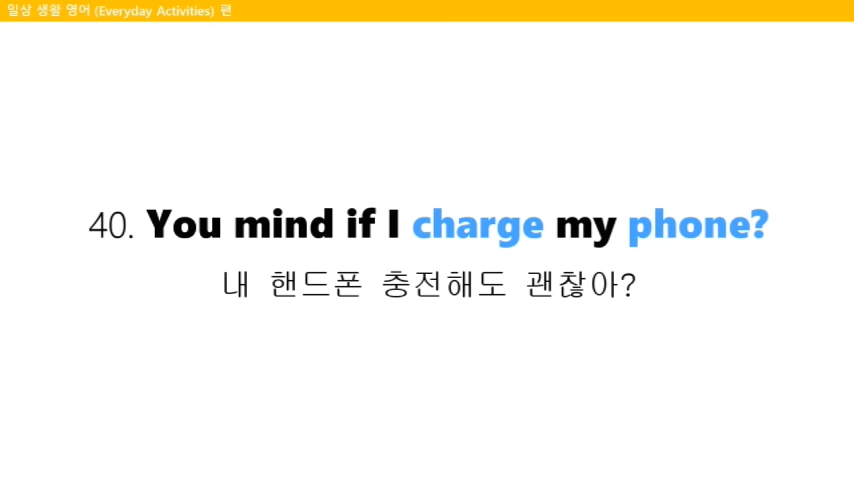 일상 생활 영어 (Everyday Activities) 편
40. You mind if I charge my phone?
내 핸드폰 충전해도 괜찮아?